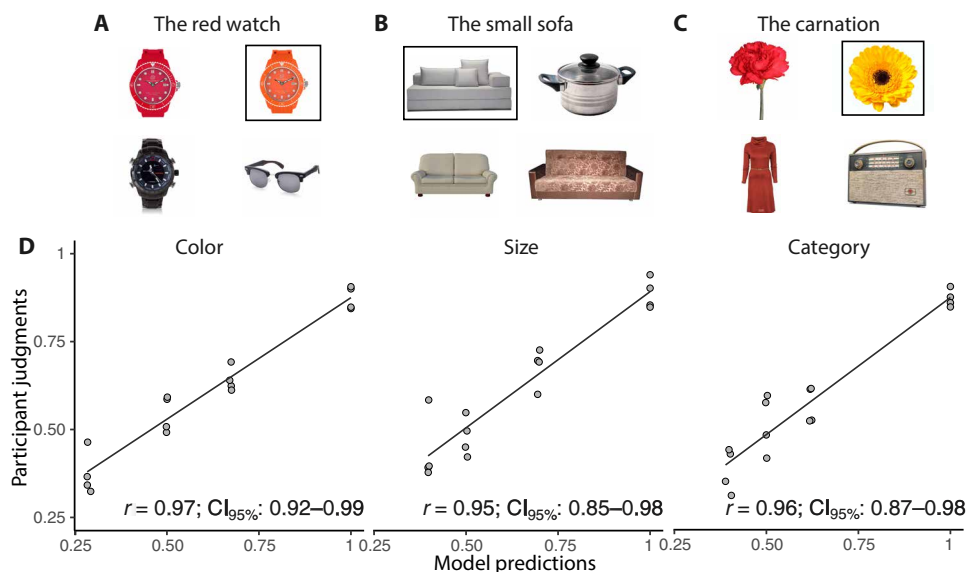 A The red watch
B The small sofa
C The carnation
D Color
Size
Category
Participant judgments
1
0.75
0.50
0.25
r = 0.97; CI95%: 0.92–0.99
r = 0.95; CI95%: 0.85–0.98
r = 0.96; CI95%: 0.87–0.98
0.25 0.50 0.75 1 0.25 0.50 0.75 1 0.25 0.50 0.75 1
Model predictions